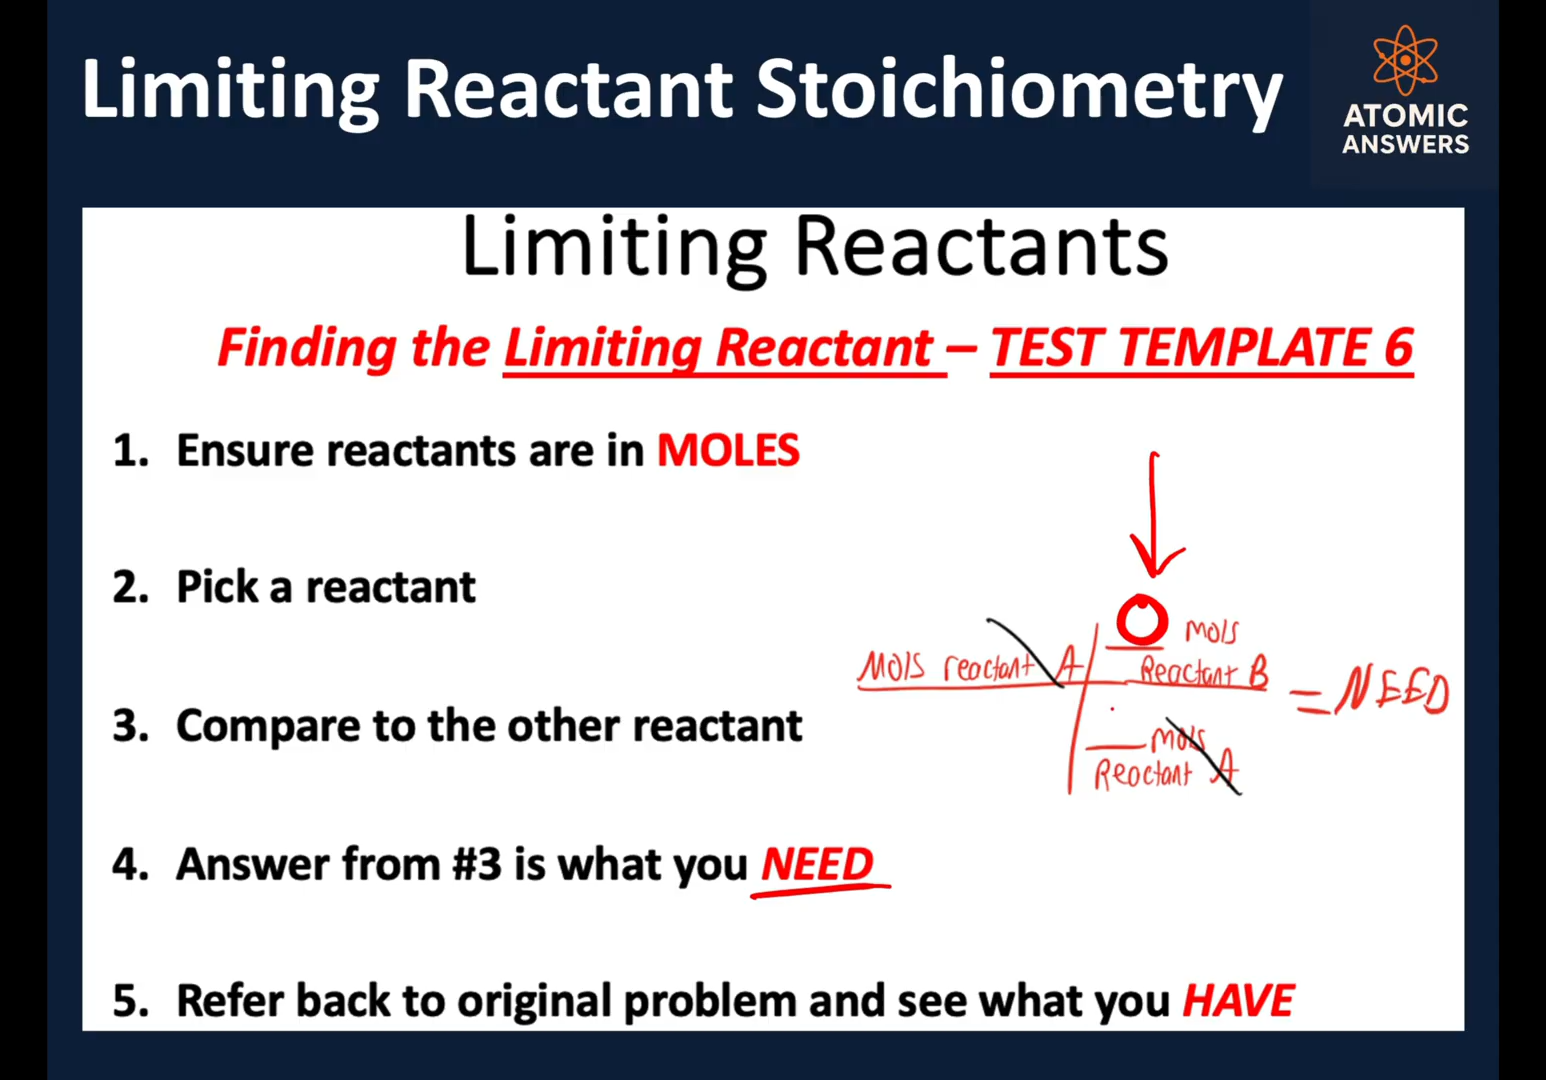 Limiting Reactant Stoichiometry
ATOMIC
ANSWERS
Limiting Reactants
Finding the Limiting Reactant – TEST TEMPLATE 6
1. Ensure reactants are in MOLES
2. Pick a reactant
3. Compare to the other reactant
mols
Mols reactant A
Reactant B
= NEED
mols
Reactant A
4. Answer from #3 is what you NEED
5. Refer back to original problem and see what you HAVE